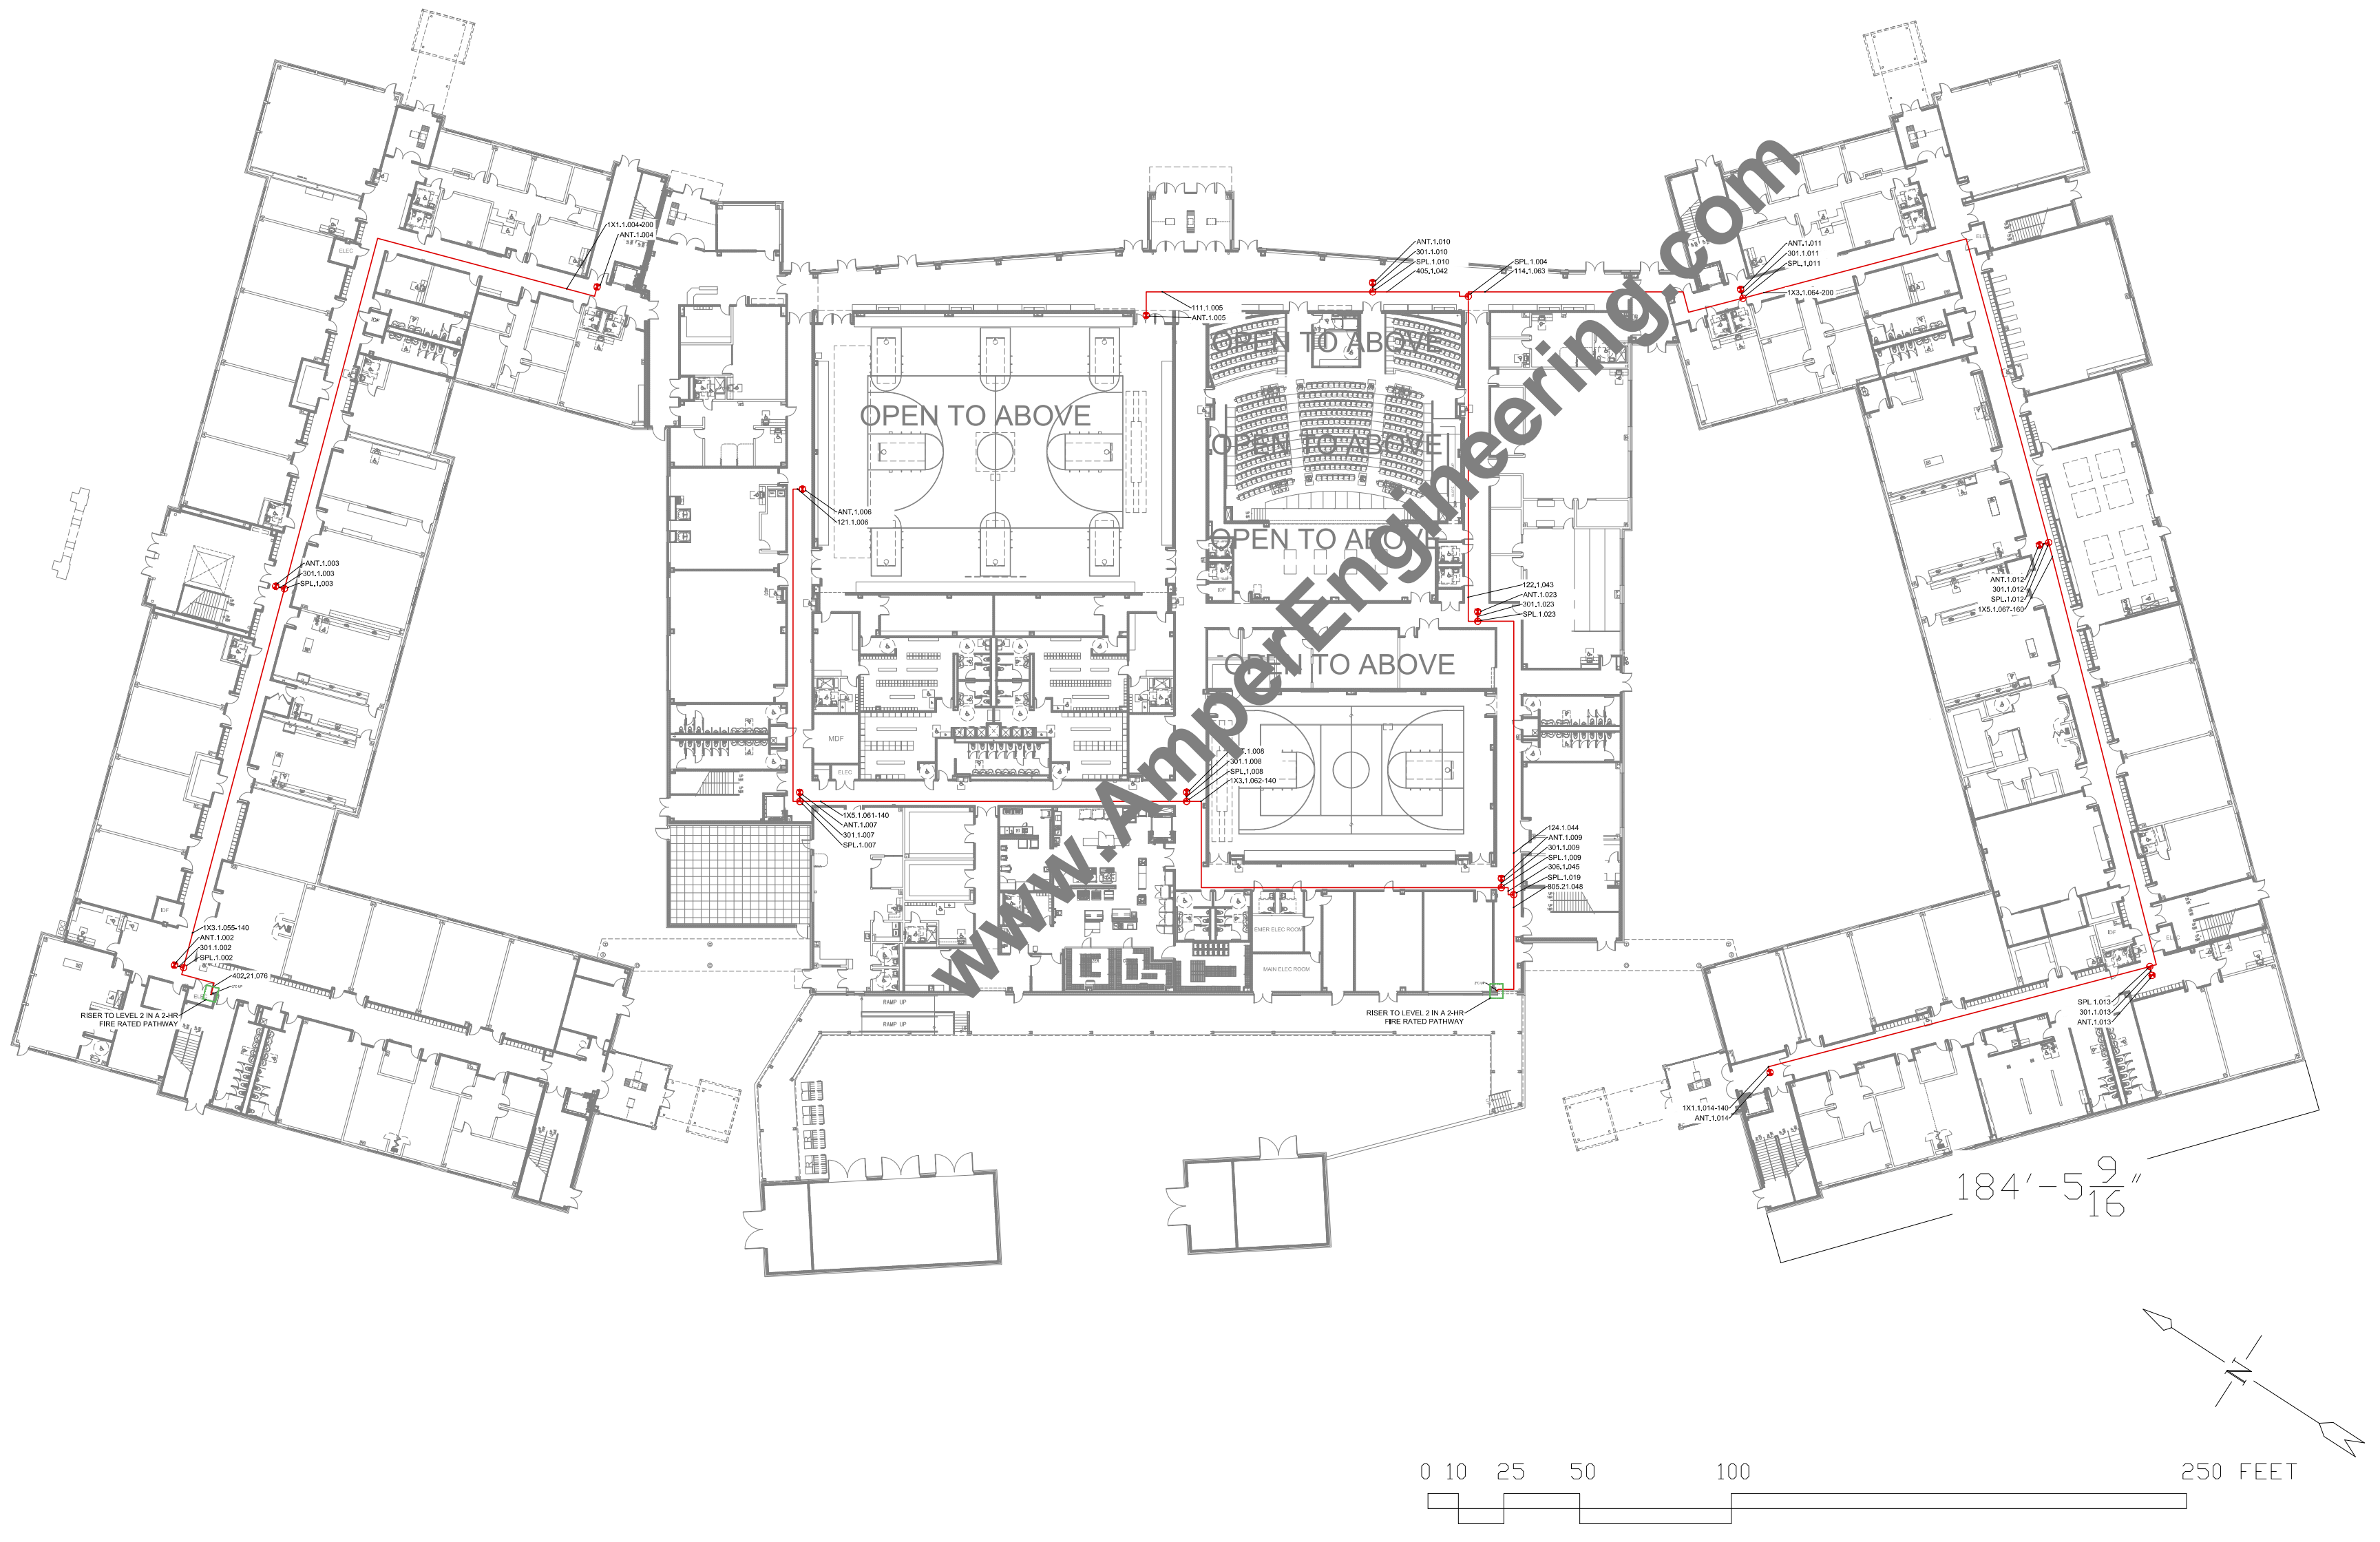 1X1.1.004-200
ANT.1.004
ELEC
IDF
ANT.1.003
301.1.003
SPL.1.003
IDF
1X3.1.055-140
ANT.1.002
301.1.002
SPL.1.002
402.21.076
ELEC
RISER TO LEVEL 2 IN A 2-HR
FIRE RATED PATHWAY
OPEN TO ABOVE
ANT.1.006
121.1.006
MDF
ELEC
1X5.1.061-140
ANT.1.007
301.1.007
SPL.1.007
RAMP UP
RAMP UP
111.1.005
ANT.1.005
ANT.1.010
301.1.010
SPL.1.010
405.1.042
SPL.1.004
114.1.063
OPEN TO ABOVE
OPEN TO ABOVE
OPEN TO ABOVE
IDF
122.1.043
ANT.1.023
301.1.023
SPL.1.023
OPEN TO ABOVE
301.1.008
SPL.1.008
1X3.1.062-140
124.1.044
ANT.1.009
301.1.009
SPL.1.009
306.1.045
SPL.1.019
805.21.048
EMER ELEC ROOM
MAIN ELEC ROOM
RISER TO LEVEL 2 IN A 2-HR
FIRE RATED PATHWAY
www.AmperEngineering.com
ANT.1.011
301.1.011
SPL.1.011
1X3.1.064-200
ELEC
ANT.1.012
301.1.012
SPL.1.012
1X5.1.067-160
IDF
ELEC
SPL.1.013
301.1.013
ANT.1.013
1X1.1.014-140
ANT.1.014
184'-5 9/16"
N
0 10 25 50 100 250 FEET